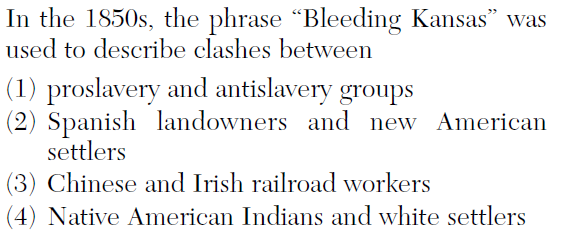 In the 1850s, the phrase “Bleeding Kansas” was
used to describe clashes between
(1) proslavery and antislavery groups
(2) Spanish landowners and new American
settlers
(3) Chinese and Irish railroad workers
(4) Native American Indians and white settlers